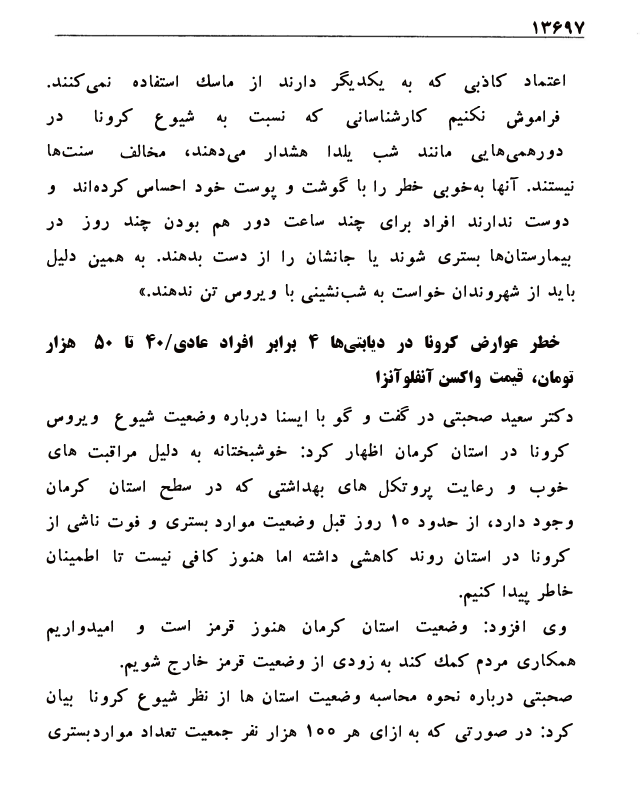 ۱۳۶۹۷
اعتماد کاذبی که به یکدیگر دارند از ماسك استفاده نمی‌کنند.
فراموش نکنیم کارشناسانی که نسبت به شیوع کرونا در
دورهمی‌هایی مانند شب یلدا هشدار می‌دهند، مخالف سنت‌ها
نیستند. آنها به‌خوبی خطر را با گوشت و پوست خود احساس کرده‌اند و
دوست ندارند افراد برای چند ساعت دور هم بودن چند روز در
بیمارستان‌ها بستری شوند یا جانشان را از دست بدهند. به همین دلیل
باید از شهروندان خواست به شب‌نشینی با ویروس تن ندهند.»
خطر عوارض کرونا در دیابتی‌ها ۴ برابر افراد عادی/۴۰ تا ۵۰ هزار
تومان، قیمت واکسن آنفلوآنزا
دکتر سعید صحبتی در گفت و گو با ایسنا درباره وضعیت شیوع ویروس
کرونا در استان کرمان اظهار کرد: خوشبختانه به دلیل مراقبت های
خوب و رعایت پروتکل های بهداشتی که در سطح استان کرمان
وجود دارد، از حدود ۱۰ روز قبل وضعیت موارد بستری و فوت ناشی از
کرونا در استان روند کاهشی داشته اما هنوز کافی نیست تا اطمینان
خاطر پیدا کنیم.
وی افزود: وضعیت استان کرمان هنوز قرمز است و امیدواریم
همکاری مردم کمك کند به زودی از وضعیت قرمز خارج شویم.
صحبتی درباره نحوه محاسبه وضعیت استان ها از نظر شیوع کرونا بیان
کرد: در صورتی که به ازای هر ۱۰۰ هزار نفر جمعیت تعداد مواردبستری